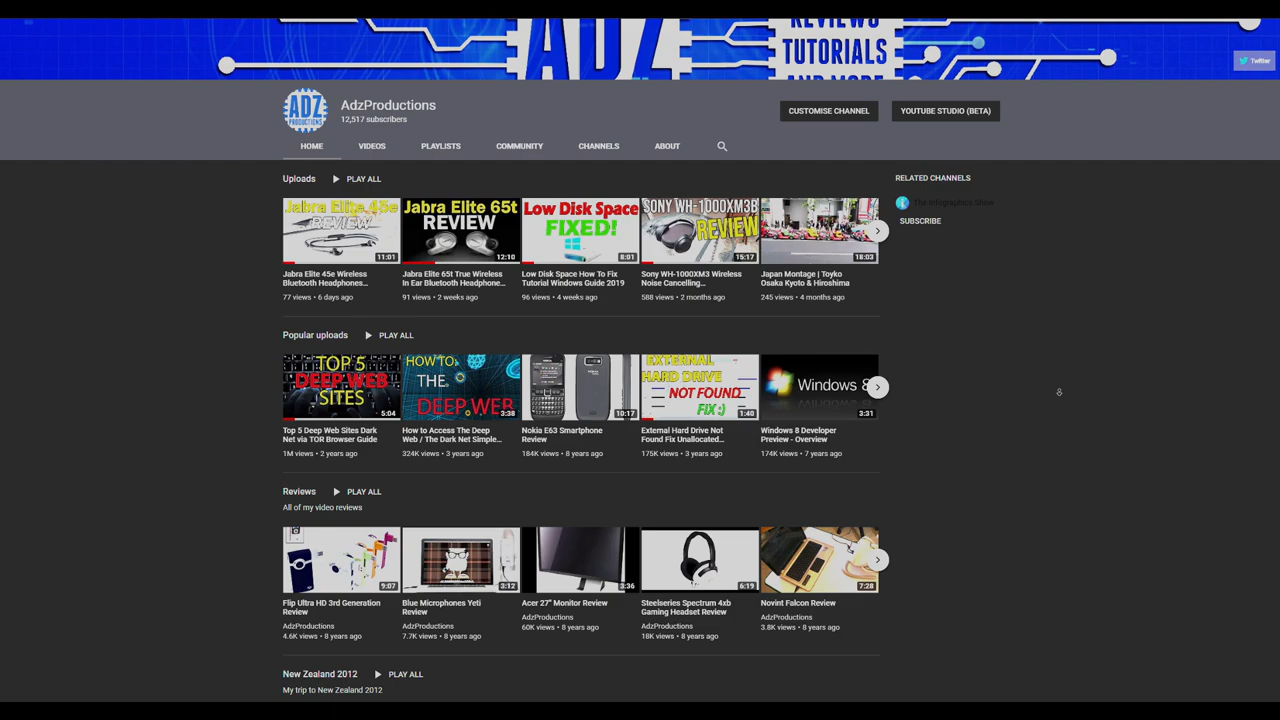 ADZ
REVIEWS
TUTORIALS
AND MORE
Twitter
ADZ
PRODUCTIONS
AdzProductions
12,517 subscribers
CUSTOMISE CHANNEL
YOUTUBE STUDIO (BETA)
HOME VIDEOS PLAYLISTS COMMUNITY CHANNELS ABOUT
Uploads PLAY ALL
RELATED CHANNELS
The Infographics Show
SUBSCRIBE
Jabra Elite 45e
REVIEW
11:01
Jabra Elite 65t
REVIEW
12:10
Low Disk Space
FIXED!
8:01
SONY WH-1000XM3B
REVIEW
15:17
18:03
Jabra Elite 45e Wireless
Bluetooth Headphones...
77 views • 6 days ago
Jabra Elite 65t True Wireless
In Ear Bluetooth Headphone...
91 views • 2 weeks ago
Low Disk Space How To Fix
Tutorial Windows Guide 2019
96 views • 4 weeks ago
Sony WH-1000XM3 Wireless
Noise Cancelling...
588 views • 2 months ago
Japan Montage | Toyko
Osaka Kyoto & Hiroshima
245 views • 4 months ago
Popular uploads PLAY ALL
TOP 5
DEEP WEB
SITES
5:04
HOW TO:
THE
DEEP WEB
3:38
10:17
EXTERNAL
HARD DRIVE
NOT FOUND
FIX :)
1:40
Windows 8
3:31
Top 5 Deep Web Sites Dark
Net via TOR Browser Guide
1M views • 2 years ago
How to Access The Deep
Web / The Dark Net Simple...
324K views • 3 years ago
Nokia E63 Smartphone
Review
184K views • 8 years ago
External Hard Drive Not
Found Fix Unallocated...
175K views • 3 years ago
Windows 8 Developer
Preview - Overview
174K views • 7 years ago
Reviews PLAY ALL
All of my video reviews
9:07
3:12
3:36
6:19
7:28
Flip Ultra HD 3rd Generation
Review
AdzProductions
4.6K views • 8 years ago
Blue Microphones Yeti
Review
AdzProductions
7.7K views • 8 years ago
Acer 27" Monitor Review
AdzProductions
60K views • 8 years ago
Steelseries Spectrum 4xb
Gaming Headset Review
AdzProductions
18K views • 8 years ago
Novint Falcon Review
AdzProductions
3.8K views • 8 years ago
New Zealand 2012 PLAY ALL
My trip to New Zealand 2012